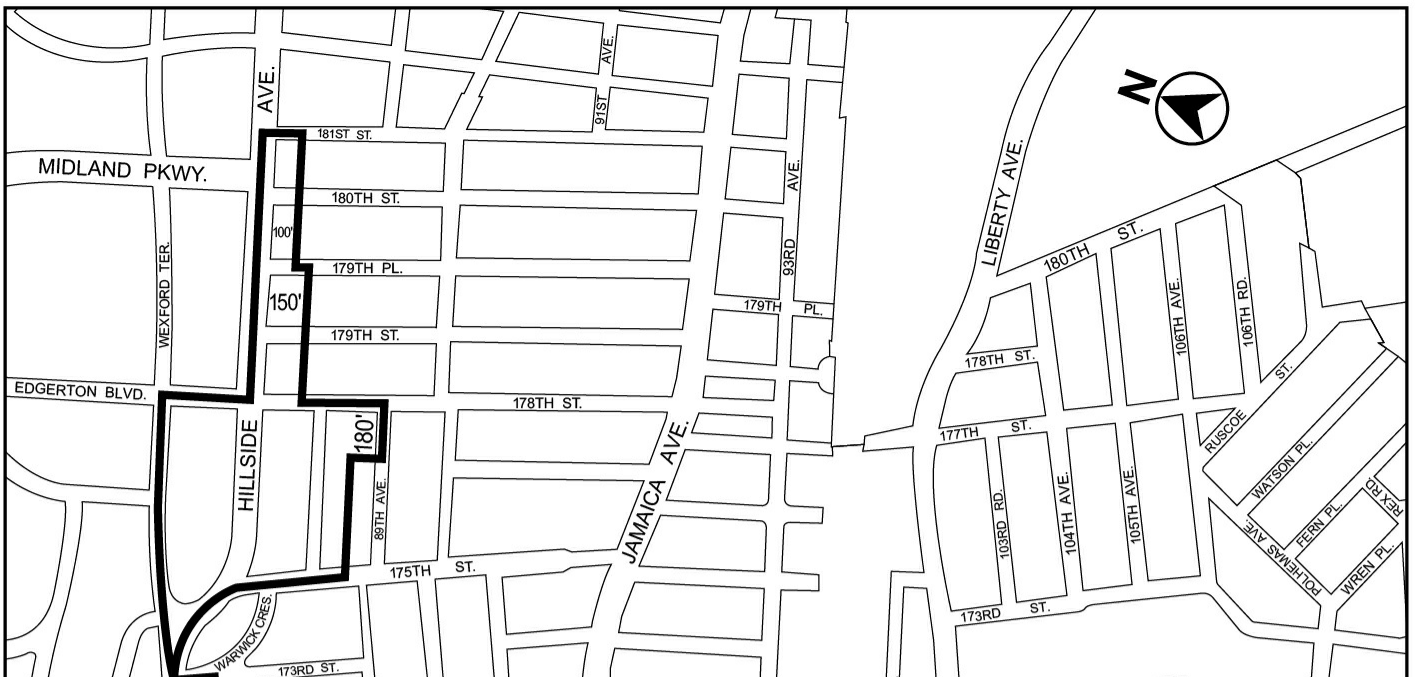 AVE.
AVE.
91ST
N
181ST ST.
MIDLAND PKWY.
180TH ST.
AVE.
93RD
LIBERTY AVE.
180TH ST.
100'
179TH PL.
WEXFORD TER.
150'
179TH PL.
106TH AVE.
106TH RD.
179TH ST.
178TH ST.
EDGERTON BLVD.
178TH ST.
RUSCOE ST.
HILLSIDE
180'
177TH ST.
JAMAICA AVE.
WATSON PL.
89TH AVE.
103RD RD.
104TH AVE.
105TH AVE.
FERN PL.
REX RD.
POLHEMAS AVE.
WREN PL.
175TH ST.
173RD ST.
WARWICK CRES.
173RD ST.